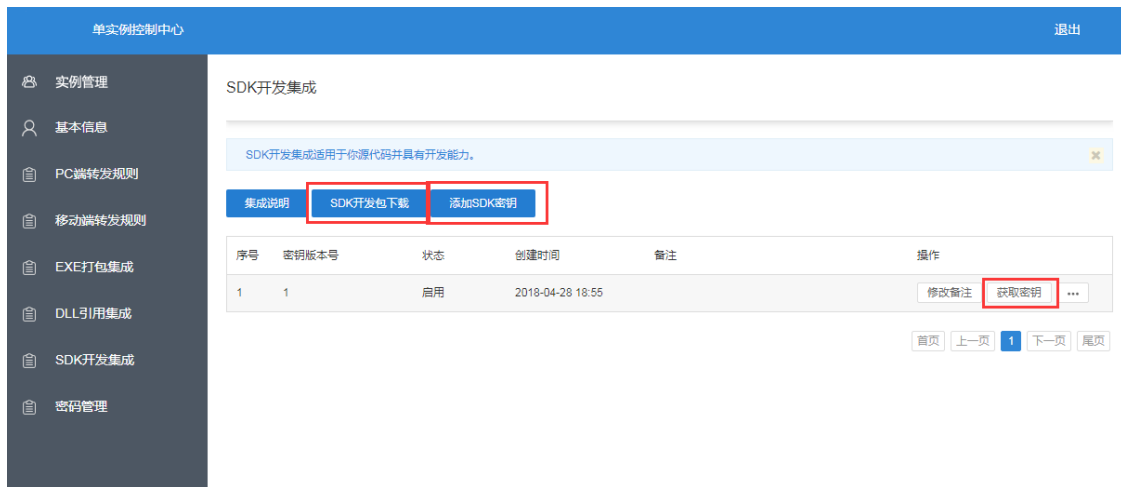 单实例控制中心 退出
实例管理
基本信息
PC端转发规则
移动端转发规则
EXE打包集成
DLL引用集成
SDK开发集成
密码管理
SDK开发集成
SDK开发集成适用于你源代码并具有开发能力。
集成说明 SDK开发包下载 添加SDK密钥
序号 密钥版本号 状态 创建时间 备注 操作
1 1 启用 2018-04-28 18:55 修改备注 获取密钥 •••
首页 上一页 1 下一页 尾页